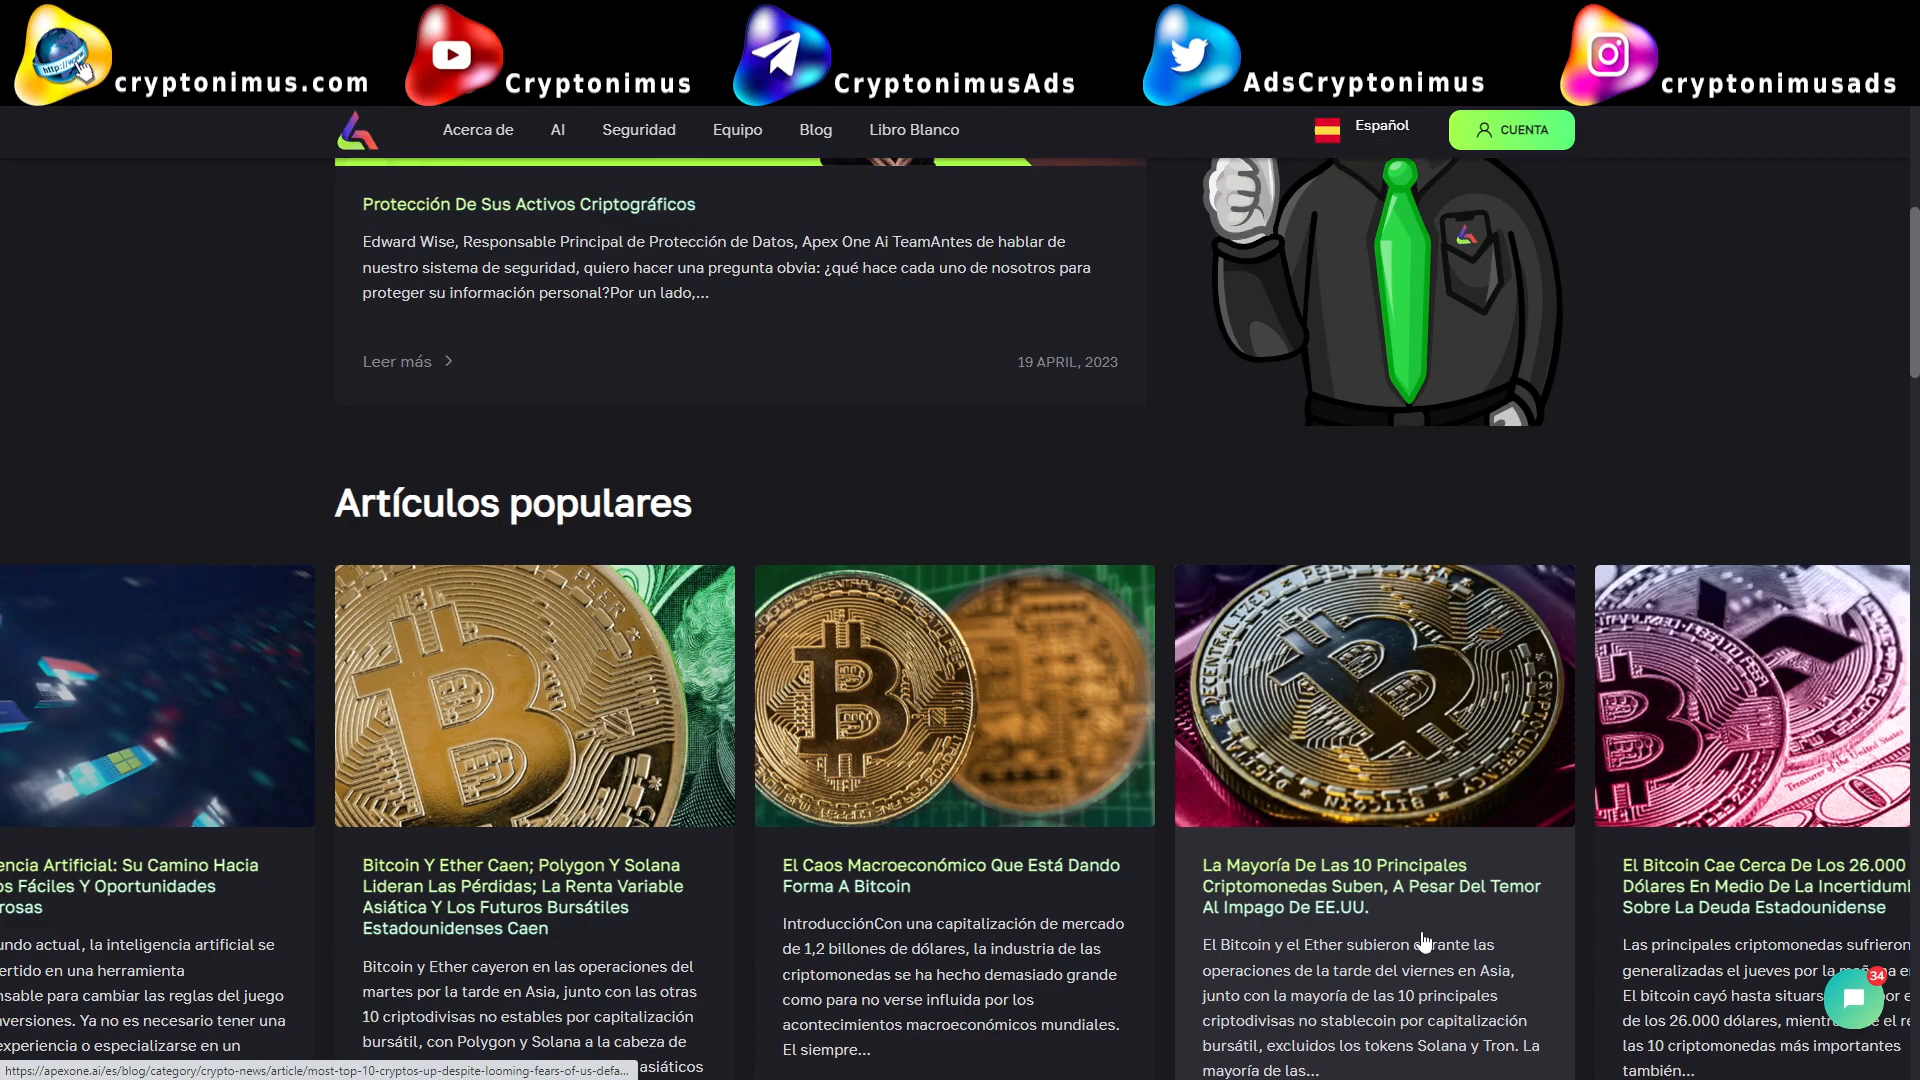 cryptonimus.com
Cryptonimus
CryptonimusAds
AdsCryptonimus
cryptonimusads
Acerca de
AI
Seguridad
Equipo
Blog
Libro Blanco
Español
CUENTA
Protección De Sus Activos Criptográficos
Edward Wise, Responsable Principal de Protección de Datos, Apex One Ai TeamAntes de hablar de
nuestro sistema de seguridad, quiero hacer una pregunta obvia: ¿qué hace cada uno de nosotros para
proteger su información personal?Por un lado,...
Leer más
19 APRIL, 2023
Artículos populares
encia Artificial: Su Camino Hacia
os Fáciles Y Oportunidades
rosas
undo actual, la inteligencia artificial se
ertido en una herramienta
nsable para cambiar las reglas del juego
nversiones. Ya no es necesario tener una
experiencia o especializarse en un
Bitcoin Y Ether Caen; Polygon Y Solana
Lideran Las Pérdidas; La Renta Variable
Asiática Y Los Futuros Bursátiles
Estadounidenses Caen
Bitcoin y Ether cayeron en las operaciones del
martes por la tarde en Asia, junto con las otras
10 criptodivisas no estables por capitalización
bursátil, con Polygon y Solana a la cabeza de
asiáticos
El Caos Macroeconómico Que Está Dando
Forma A Bitcoin
IntroducciónCon una capitalización de mercado
de 1,2 billones de dólares, la industria de las
criptomonedas se ha hecho demasiado grande
como para no verse influida por los
acontecimientos macroeconómicos mundiales.
El siempre...
La Mayoría De Las 10 Principales
Criptomonedas Suben, A Pesar Del Temor
Al Impago De EE.UU.
El Bitcoin y el Ether subieron durante las
operaciones de la tarde del viernes en Asia,
junto con la mayoría de las 10 principales
criptodivisas no stablecoin por capitalización
bursátil, excluidos los tokens Solana y Tron. La
mayoría de las...
El Bitcoin Cae Cerca De Los 26.000
Dólares En Medio De La Incertiduml
Sobre La Deuda Estadounidense
Las principales criptomonedas sufrieron
generalizadas el jueves por la
El bitcoin cayó hasta
de los 26.000 dólares, el
las 10 criptomonedas más importantes
también...
34
https://apexone.ai/es/blog/category/crypto-news/article/most-top-10-cryptos-up-despite-looming-fears-of-us-defa...